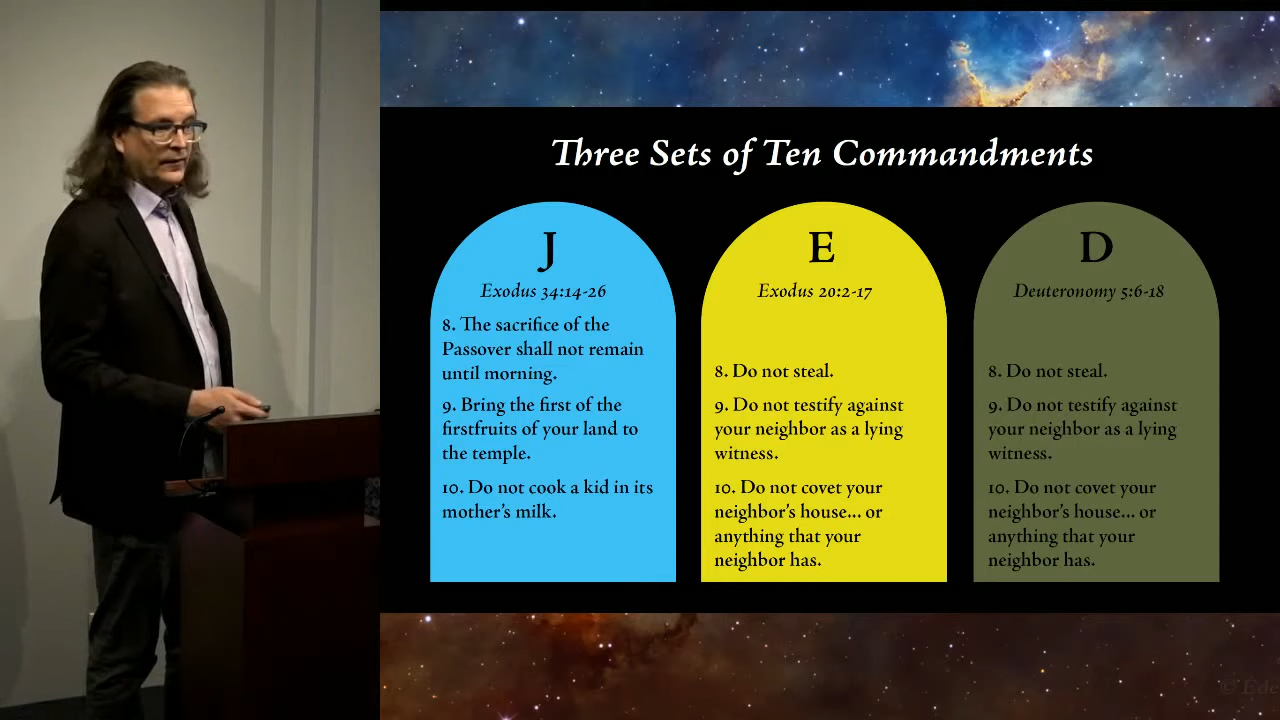 Three Sets of Ten Commandments
J
Exodus 34:14-26
8. The sacrifice of the
Passover shall not remain
until morning.
9. Bring the first of the
firstfruits of your land to
the temple.
10. Do not cook a kid in its
mother's milk.
E
Exodus 20:2-17
8. Do not steal.
9. Do not testify against
your neighbor as a lying
witness.
10. Do not covet your
neighbor's house... or
anything that your
neighbor has.
D
Deuteronomy 5:6-18
8. Do not steal.
9. Do not testify against
your neighbor as a lying
witness.
10. Do not covet your
neighbor's house... or
anything that your
neighbor has.